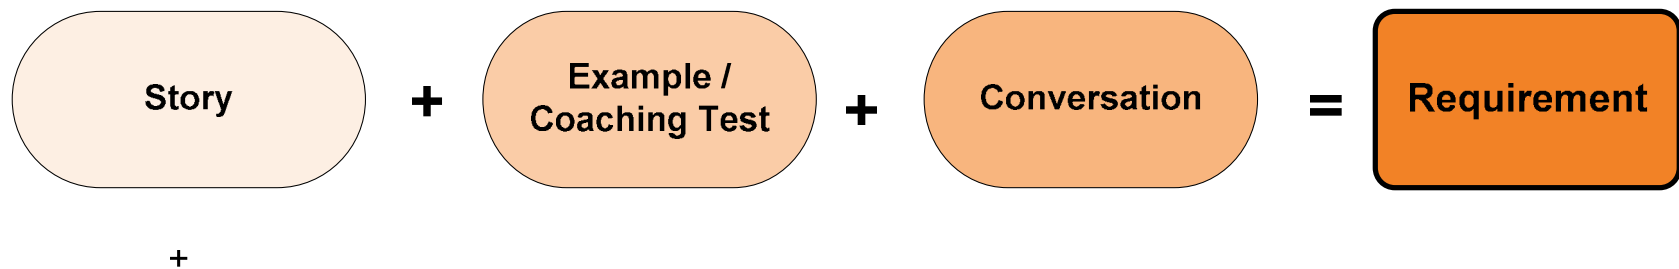 Story + Example / Coaching Test + Conversation = Requirement
+